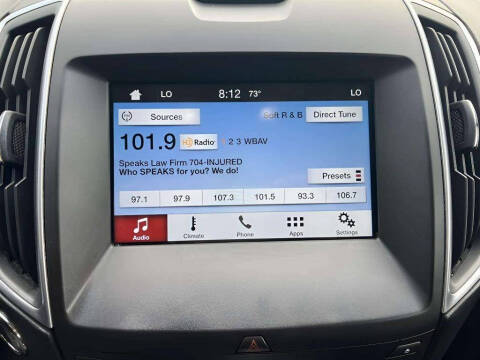 LO 8:12 73° LO
Sources Soft R & B Direct Tune
101.9 HD Radio 2 3 WBAV
Speaks Law Firm 704-INJURED
Who SPEAKS for you? We do!
Presets
97.1 97.9 107.3 101.5 93.3 106.7
Audio Climate Phone Apps Settings